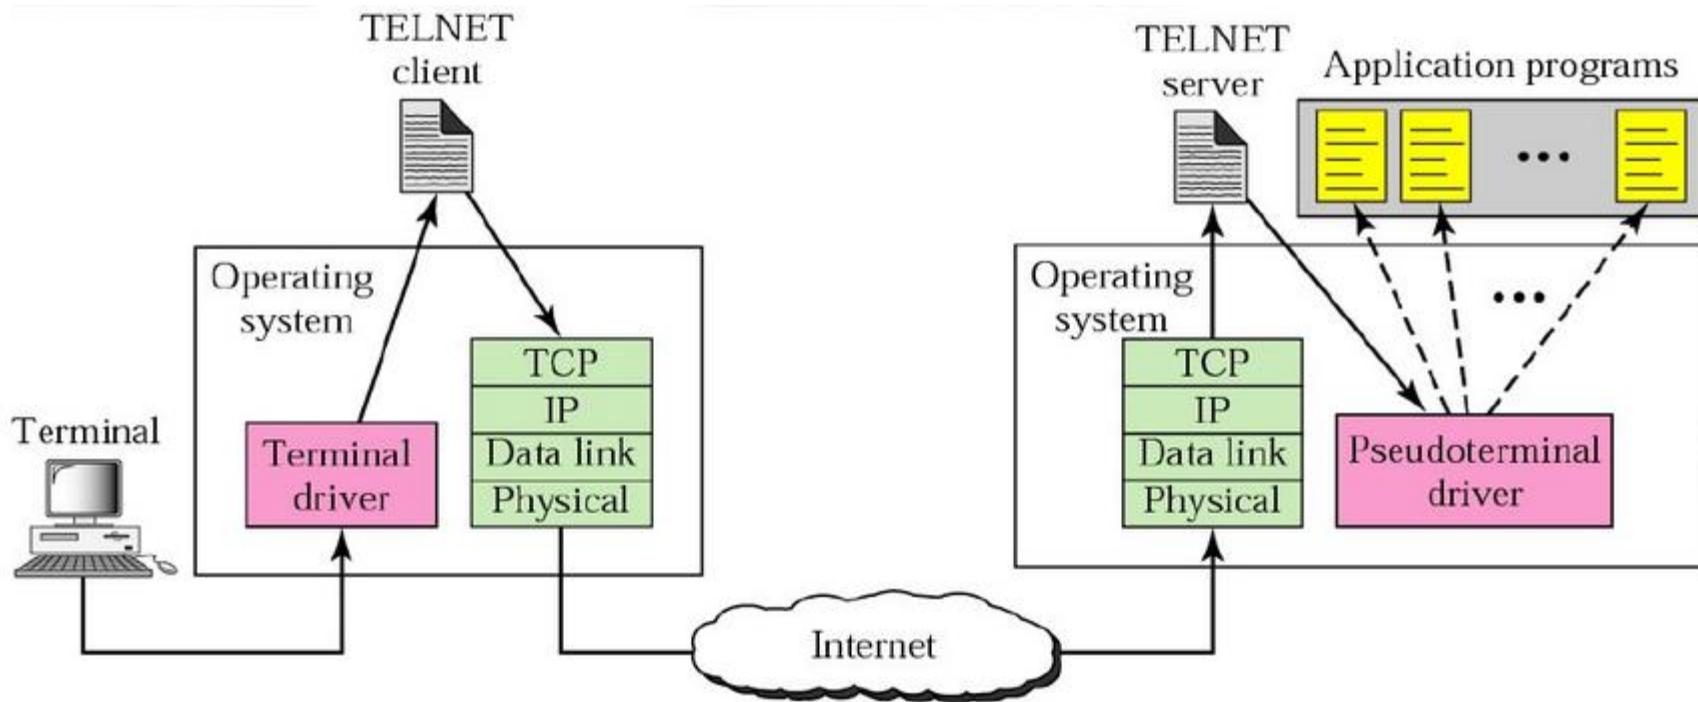 TELNET
client
TELNET
server
Application programs
Operating
system
TCP
IP
Data link
Physical
Terminal
driver
Terminal
Operating
system
TCP
IP
Data link
Physical
Pseudoterminal
driver
Internet